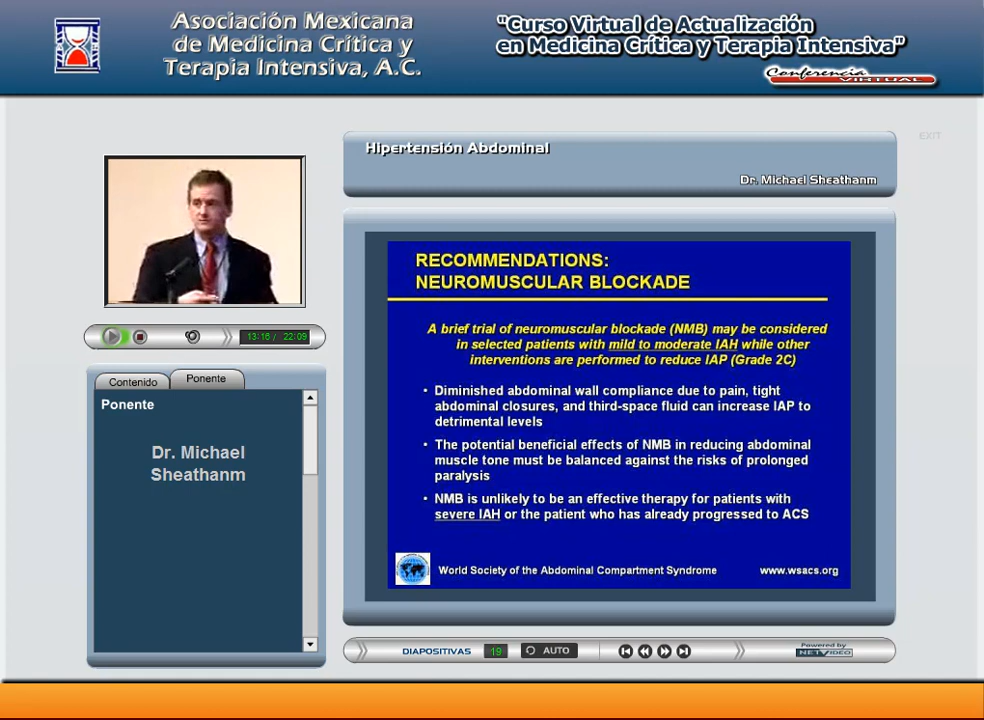 Asociación Mexicana
de Medicina Crítica y
Terapia Intensiva, A.C.
"Curso Virtual de Actualización
en Medicina Crítica y Terapia Intensiva"
Conferencia
VIRTUAL
EXIT
Hipertensión Abdominal
Dr. Michael Sheathanm
13:16 / 22:09
Contenido
Ponente
Ponente
Dr. Michael
Sheathanm
RECOMMENDATIONS:
NEUROMUSCULAR BLOCKADE
A brief trial of neuromuscular blockade (NMB) may be considered
in selected patients with mild to moderate IAH while other
interventions are performed to reduce IAP (Grade 2C)
• Diminished abdominal wall compliance due to pain, tight
abdominal closures, and third-space fluid can increase IAP to
detrimental levels
• The potential beneficial effects of NMB in reducing abdominal
muscle tone must be balanced against the risks of prolonged
paralysis
• NMB is unlikely to be an effective therapy for patients with
severe IAH or the patient who has already progressed to ACS
World Society of the Abdominal Compartment Syndrome
www.wsacs.org
DIAPOSITIVAS
19
AUTO
Powered by
NETVIDEO